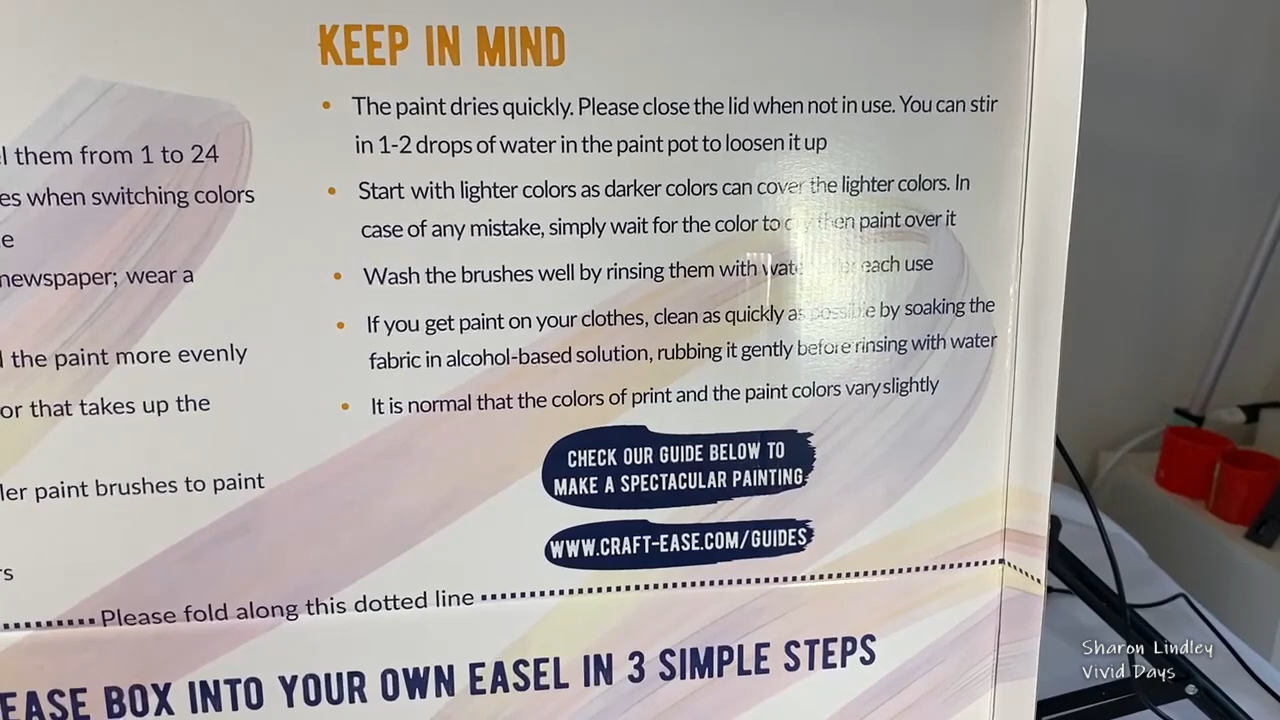 KEEP IN MIND
• The paint dries quickly. Please close the lid when not in use. You can stir
in 1-2 drops of water in the paint pot to loosen it up
• Start with lighter colors as darker colors can cover the lighter colors. In
case of any mistake, simply wait for the color to dry then paint over it
• Wash the brushes well by rinsing them with water after each use
• If you get paint on your clothes, clean as quickly as possible by soaking the
fabric in alcohol-based solution, rubbing it gently before rinsing with water
• It is normal that the colors of print and the paint colors vary slightly
CHECK OUR GUIDE BELOW TO
MAKE A SPECTACULAR PAINTING
WWW.CRAFT-EASE.COM/GUIDES
l them from 1 to 24
es when switching colors
e
newspaper; wear a
the paint more evenly
or that takes up the
ler paint brushes to paint
rs
Please fold along this dotted line
EASE BOX INTO YOUR OWN EASEL IN 3 SIMPLE STEPS
Sharon Lindley
Vivid Days